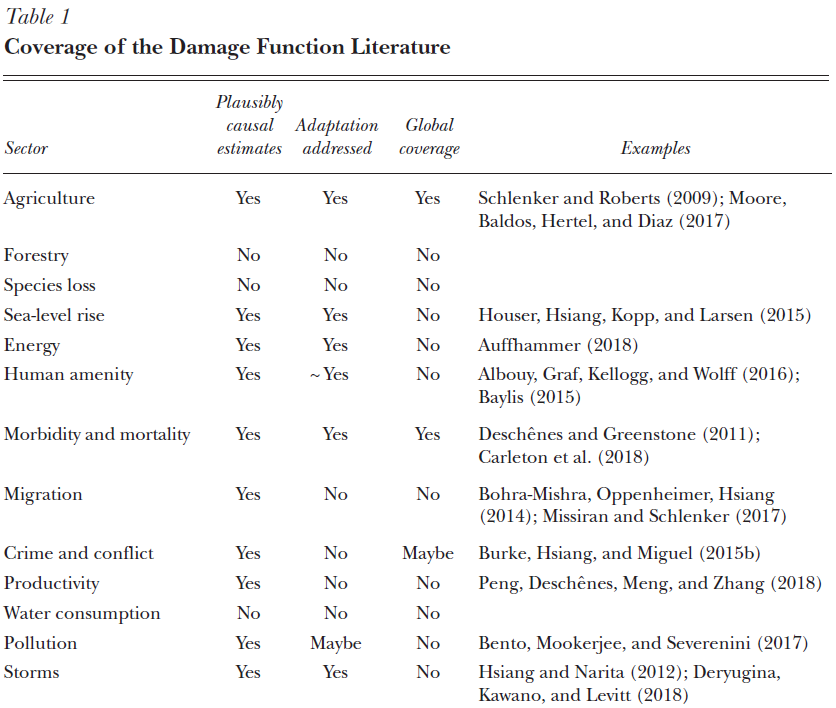 Table 1
Coverage of the Damage Function Literature
Plausibly
causal Adaptation Global
Sector estimates addressed coverage Examples
Agriculture Yes Yes Yes Schlenker and Roberts (2009); Moore,
Baldos, Hertel, and Diaz (2017)
Forestry No No No
Species loss No No No
Sea-level rise Yes Yes No Houser, Hsiang, Kopp, and Larsen (2015)
Energy Yes Yes No Auffhammer (2018)
Human amenity Yes ~Yes No Albouy, Graf, Kellogg, and Wolff (2016);
Baylis (2015)
Morbidity and mortality Yes Yes Yes Deschênes and Greenstone (2011);
Carleton et al. (2018)
Migration Yes No No Bohra-Mishra, Oppenheimer, Hsiang
(2014); Missiran and Schlenker (2017)
Crime and conflict Yes No Maybe Burke, Hsiang, and Miguel (2015b)
Productivity Yes No No Peng, Deschênes, Meng, and Zhang (2018)
Water consumption No No No
Pollution Yes Maybe No Bento, Mookerjee, and Severenini (2017)
Storms Yes Yes No Hsiang and Narita (2012); Deryugina,
Kawano, and Levitt (2018)